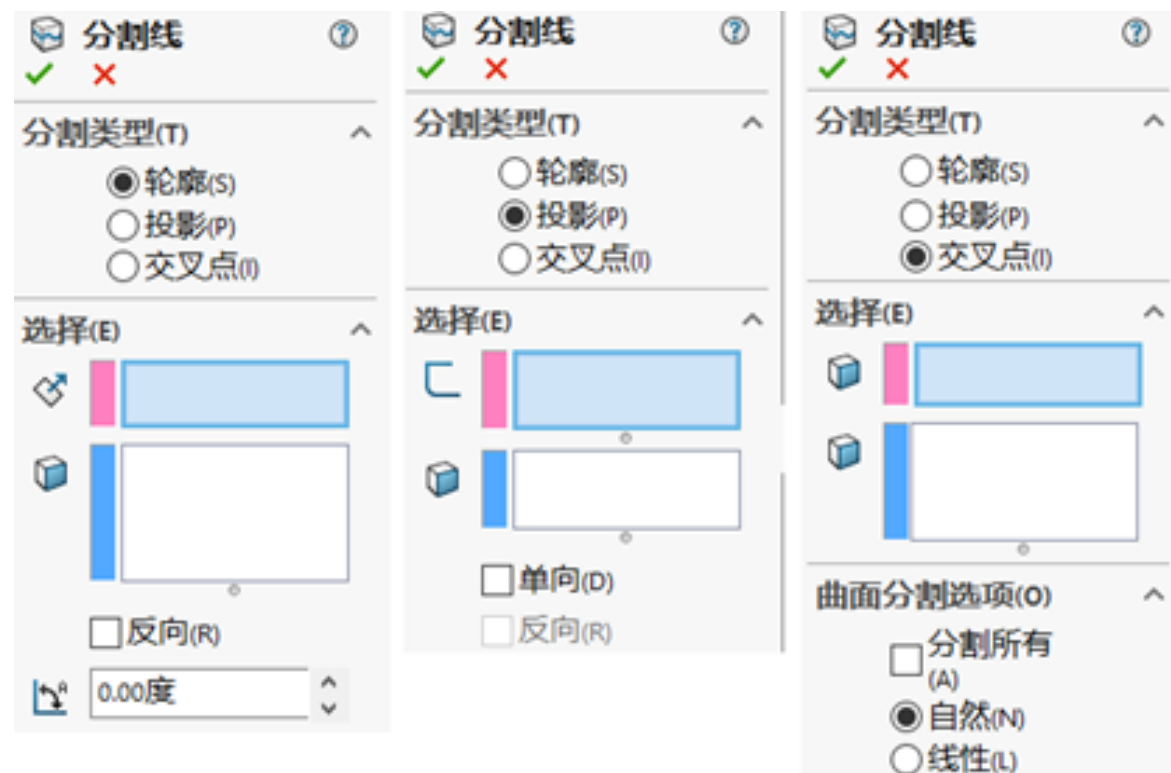 分割线
分割类型(T)
轮廓(S)
投影(P)
交叉点(I)
选择(E)
反向(R)
0.00度
分割线
分割类型(T)
轮廓(S)
投影(P)
交叉点(I)
选择(E)
单向(D)
反向(R)
分割线
分割类型(T)
轮廓(S)
投影(P)
交叉点(I)
选择(E)
曲面分割选项(O)
分割所有
(A)
自然(N)
线性(L)